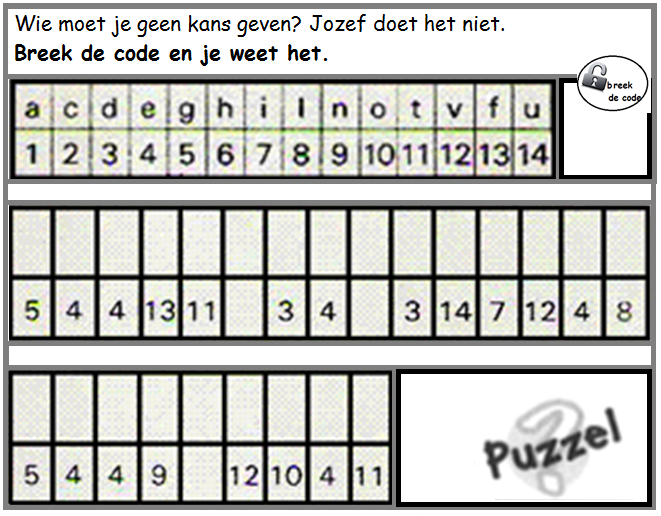 Wie moet je geen kans geven? Jozef doet het niet.
Breek de code en je weet het.
breek
de code
a c d e g h i l n o t v f u
1 2 3 4 5 6 7 8 9 10 11 12 13 14
5 4 4 13 11 3 4 3 14 7 12 4 8
5 4 4 9 12 10 4 11
Puzzel